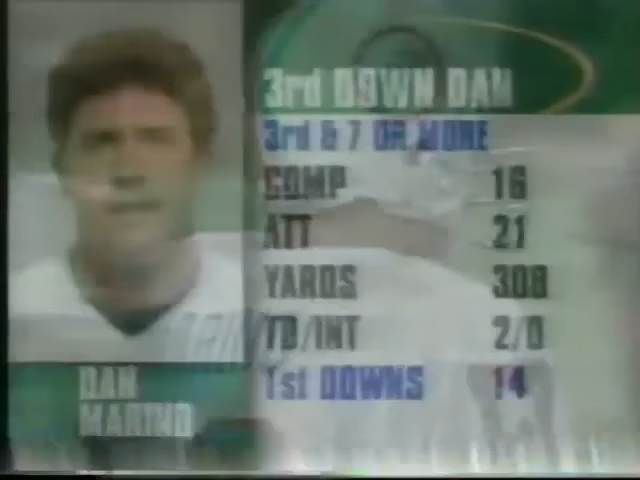 3rd DOWN DAN
3rd & 7 OR MORE
COMP 16
ATT 21
YARDS 308
TD/INT 2/0
1st DOWNS 14
DAN
MARINO